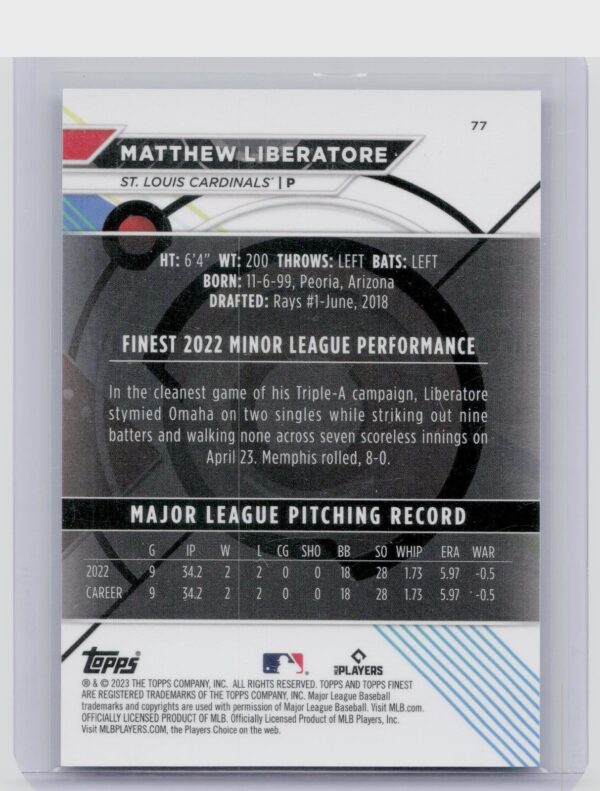 77
MATTHEW LIBERATORE
ST. LOUIS CARDINALS® | P
HT: 6'4" WT: 200 THROWS: LEFT BATS: LEFT
BORN: 11-6-99, Peoria, Arizona
DRAFTED: Rays #1-June, 2018
FINEST 2022 MINOR LEAGUE PERFORMANCE
In the cleanest game of his Triple-A campaign, Liberatore
stymied Omaha on two singles while striking out nine
batters and walking none across seven scoreless innings on
April 23. Memphis rolled, 8-0.
MAJOR LEAGUE PITCHING RECORD
G IP W L CG SHO BB SO WHIP ERA WAR
2022 9 34.2 2 2 0 0 18 28 1.73 5.97 -0.5
CAREER 9 34.2 2 2 0 0 18 28 1.73 5.97 -0.5
topps
PLAYERS
® & © 2023 THE TOPPS COMPANY, INC. ALL RIGHTS RESERVED. TOPPS AND TOPPS FINEST
ARE REGISTERED TRADEMARKS OF THE TOPPS COMPANY, INC. Major League Baseball
trademarks and copyrights are used with permission of Major League Baseball. Visit MLB.com.
OFFICIALLY LICENSED PRODUCT OF MLB. Officially Licensed Product of MLB Players, Inc.
Visit MLBPLAYERS.COM, the Players Choice on the web.